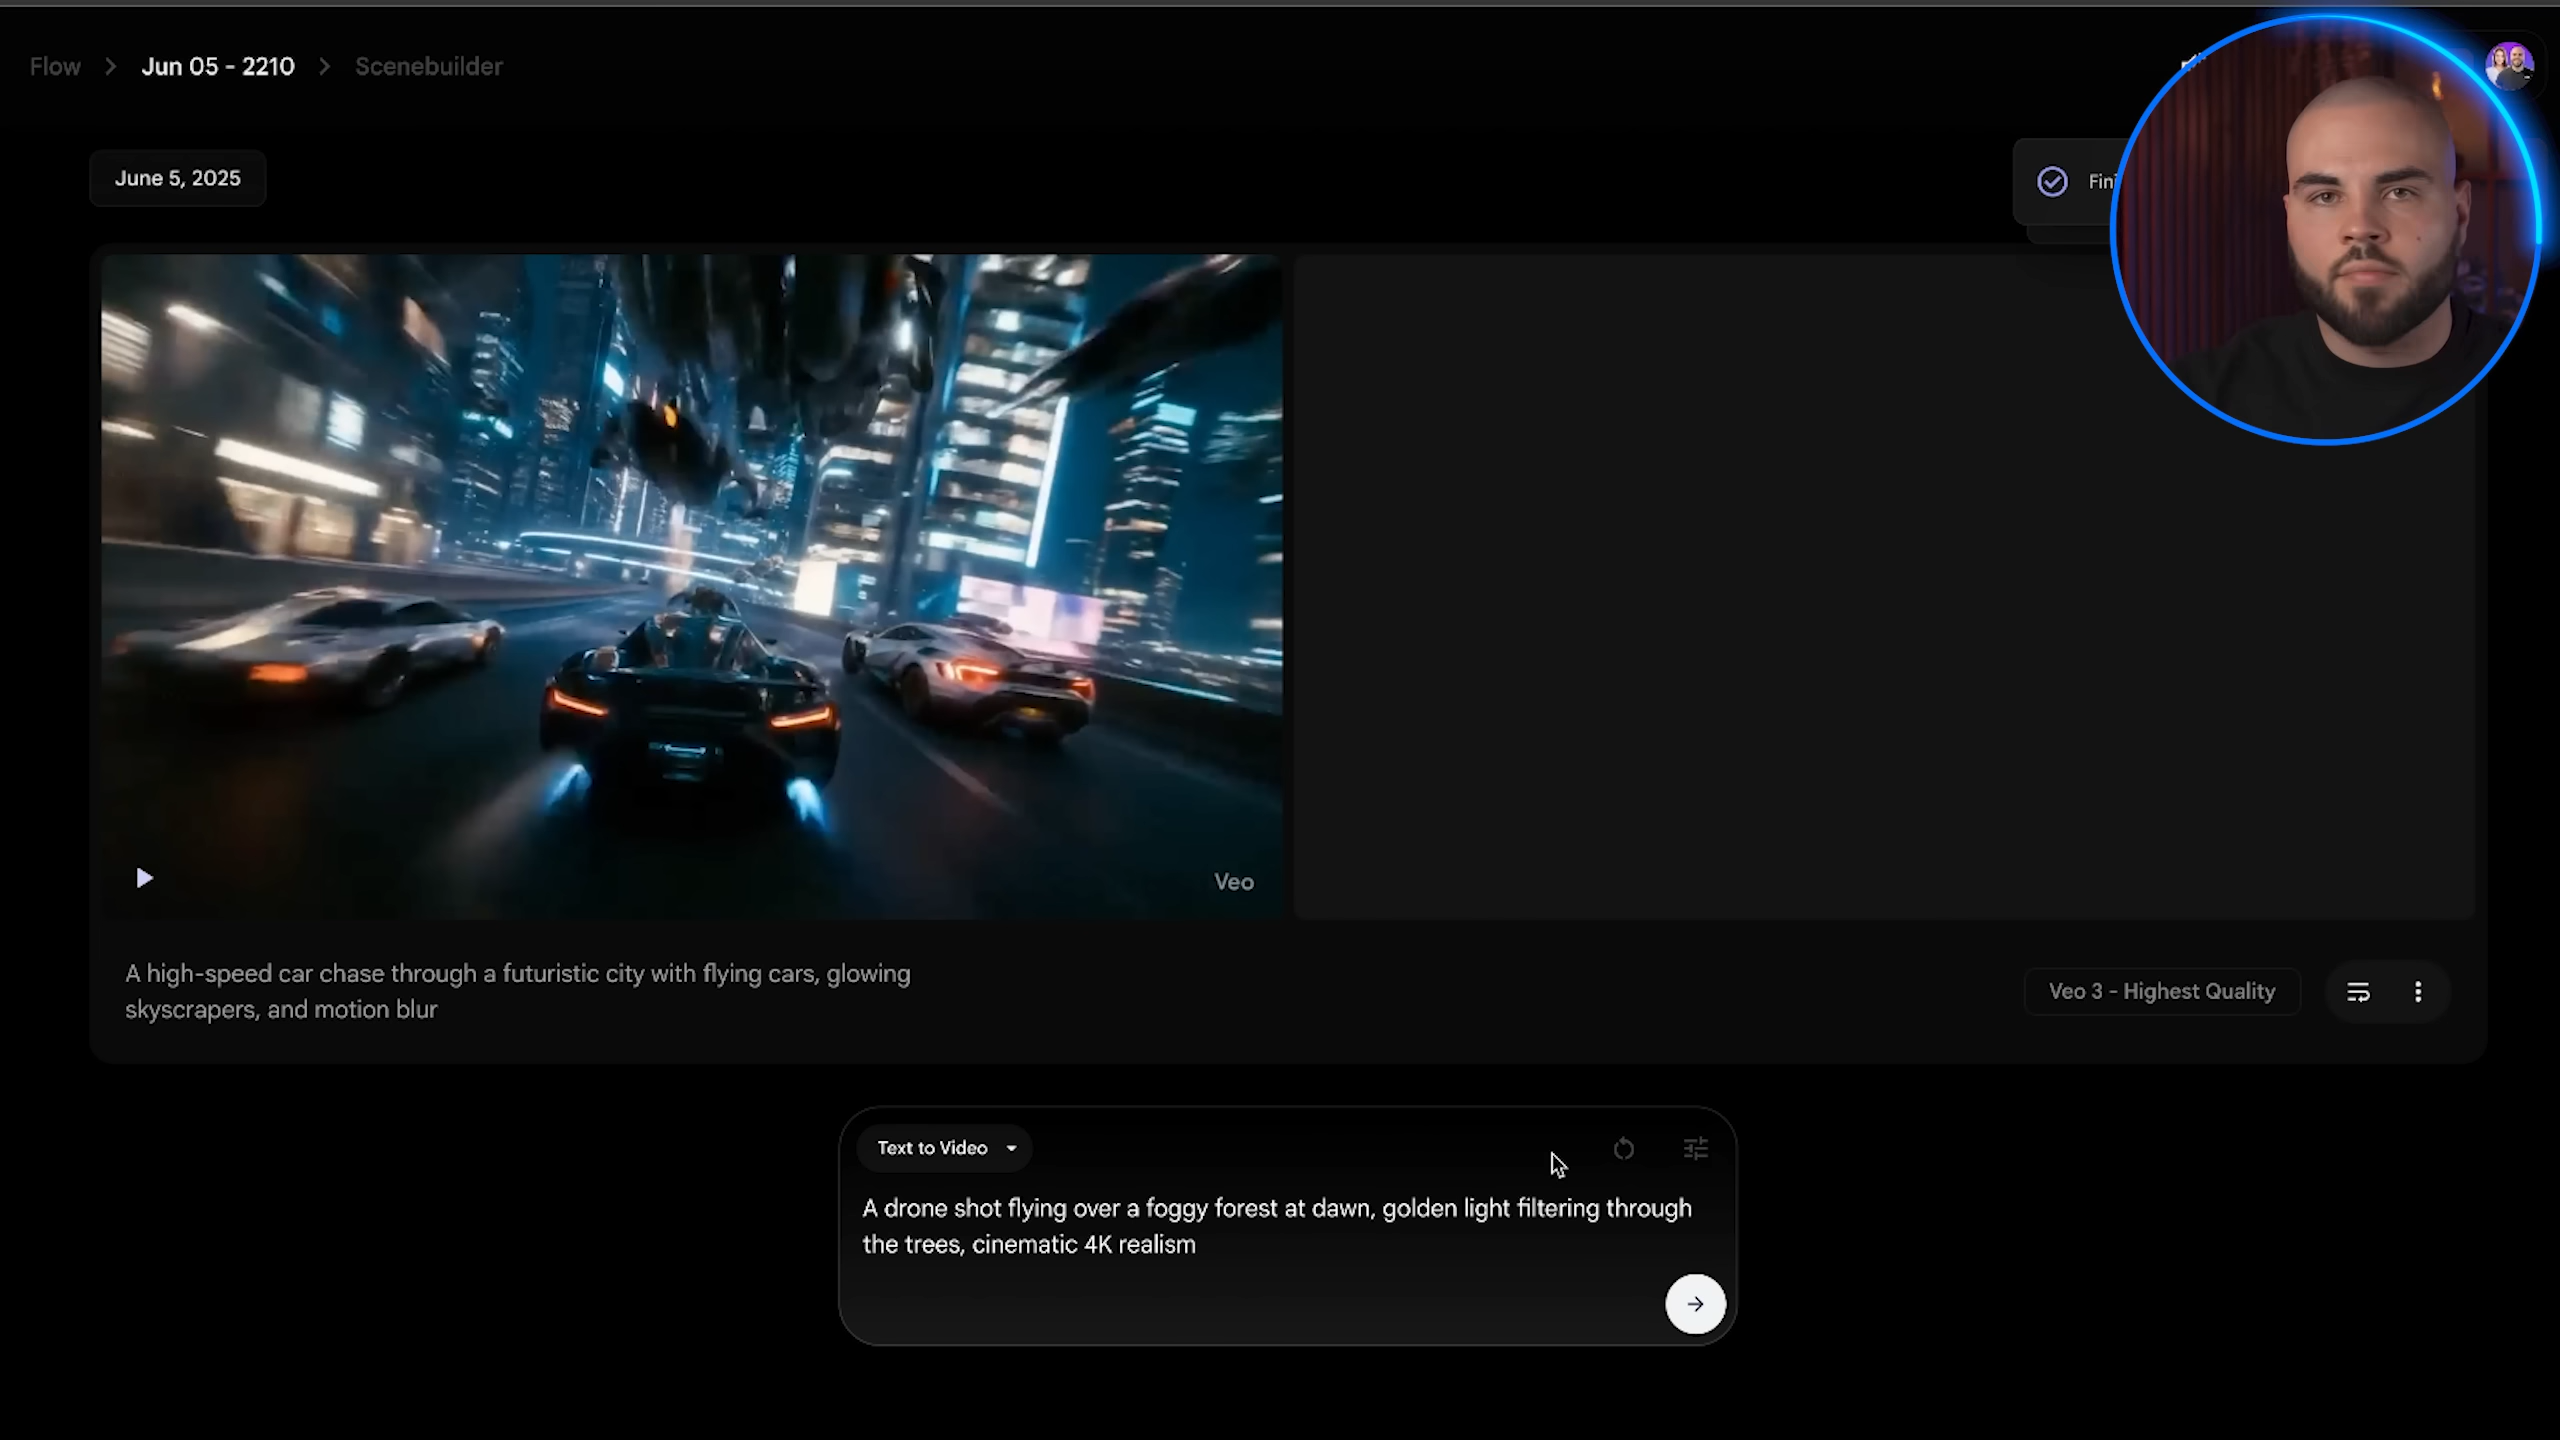 Flow > Jun 05 - 2210 > Scenebuilder
June 5, 2025
Veo
A high-speed car chase through a futuristic city with flying cars, glowing
skyscrapers, and motion blur
Veo 3 - Highest Quality
Text to Video
A drone shot flying over a foggy forest at dawn, golden light filtering through
the trees, cinematic 4K realism